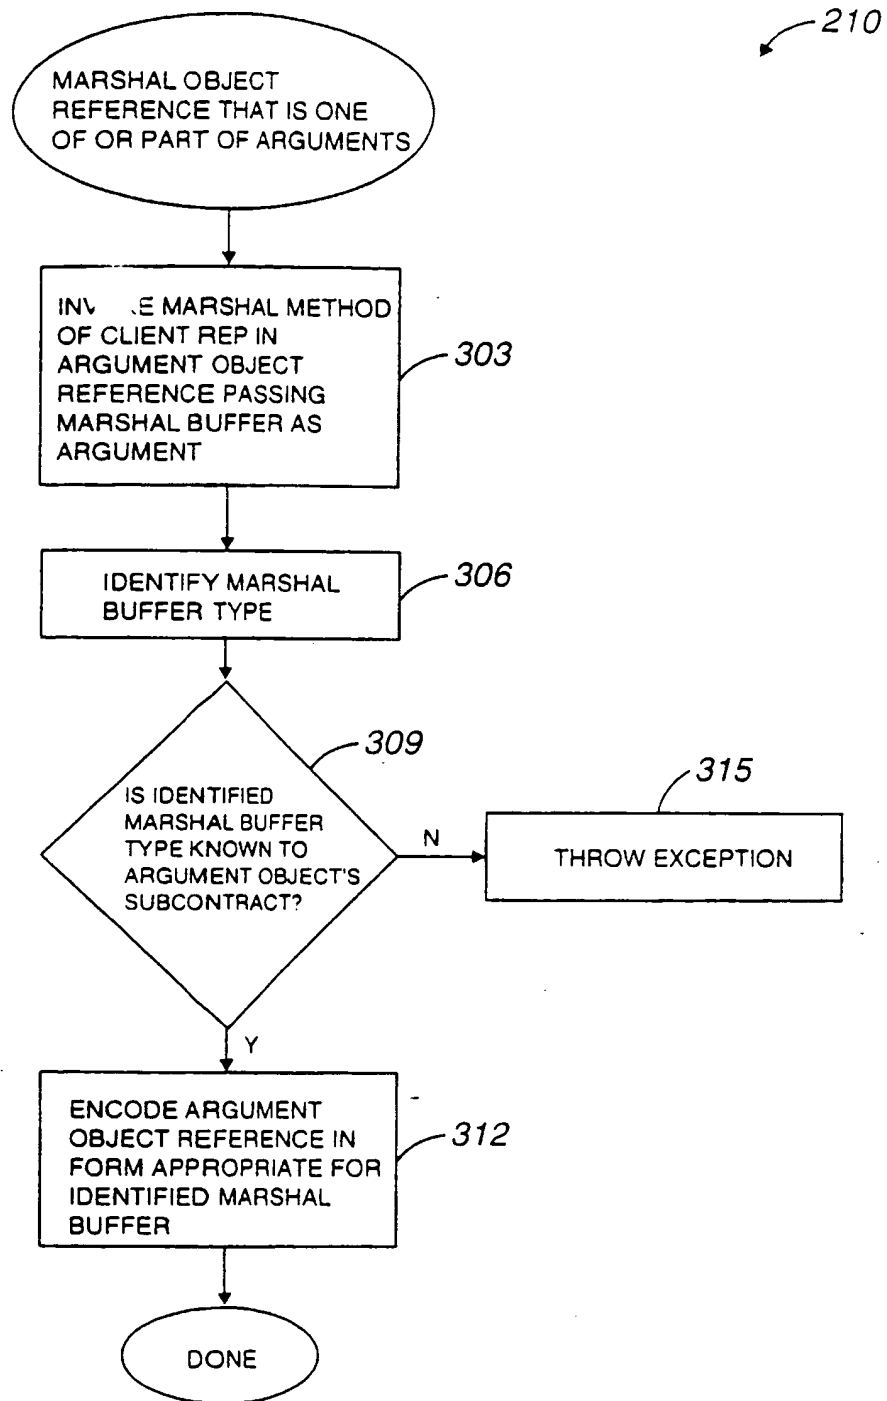 210
MARSHAL OBJECT
REFERENCE THAT IS ONE
OF OR PART OF ARGUMENTS
MARSHAL METHOD
OF CLIENT REP IN
ARGUMENT OBJECT
REFERENCE PASSING
MARSHAL BUFFER AS
ARGUMENT
303
IDENTIFY MARSHAL
BUFFER TYPE
306
309
IS IDENTIFIED
MARSHAL BUFFER
TYPE KNOWN TO
ARGUMENT OBJECT'S
SUBCONTRACT?
N
315
THROW EXCEPTION
Y
ENCODE ARGUMENT
OBJECT REFERENCE IN
FORM APPROPRIATE FOR
IDENTIFIED MARSHAL
BUFFER
312
DONE